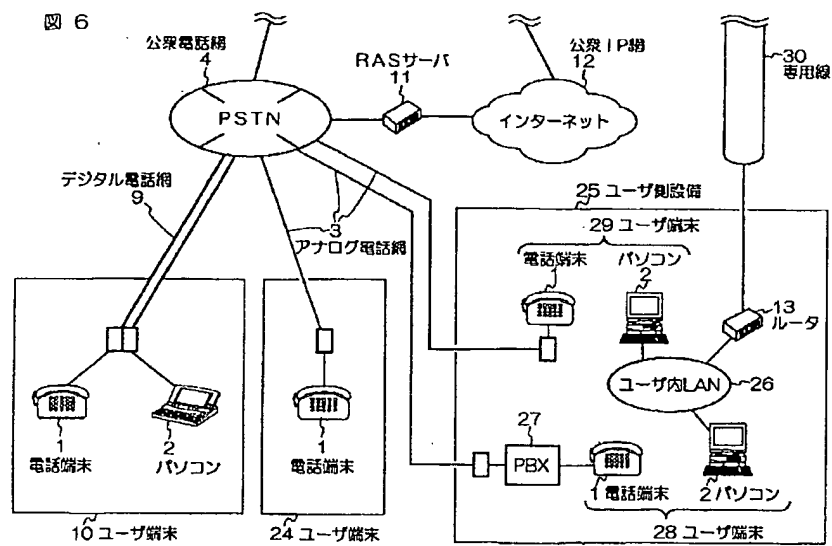 図 6
公衆電話網
4
PSTN
RASサーバ
11
公衆IP網
12
インターネット
30
専用線
デジタル電話網
9
3
アナログ電話網
25 ユーザ側設備
29 ユーザ端末
電話端末
1
パソコン
2
13
ルータ
ユーザ内LAN
26
27
PBX
1 電話端末
2 パソコン
28 ユーザ端末
1
電話端末
2
パソコン
10 ユーザ端末
1
電話端末
24 ユーザ端末